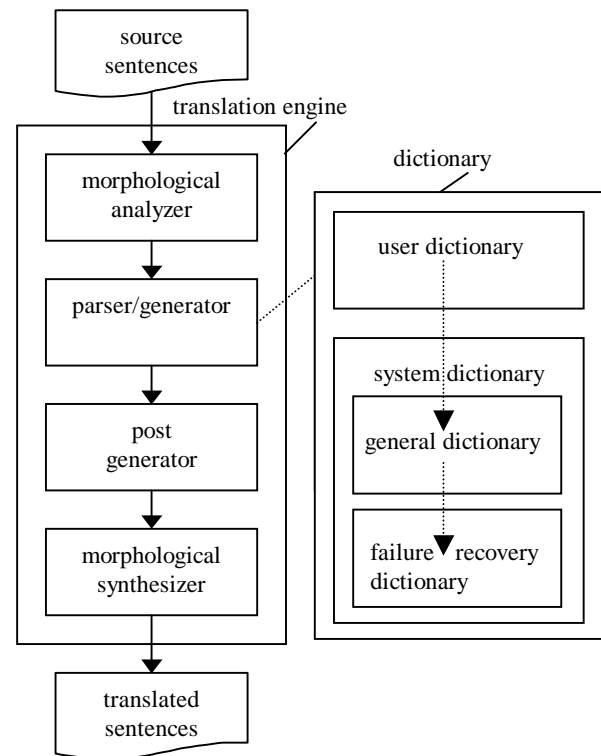 source
sentences
translation engine
morphological
analyzer
parser/generator
post
generator
morphological
synthesizer
translated
sentences
dictionary
user dictionary
system dictionary
general dictionary
failure recovery
dictionary